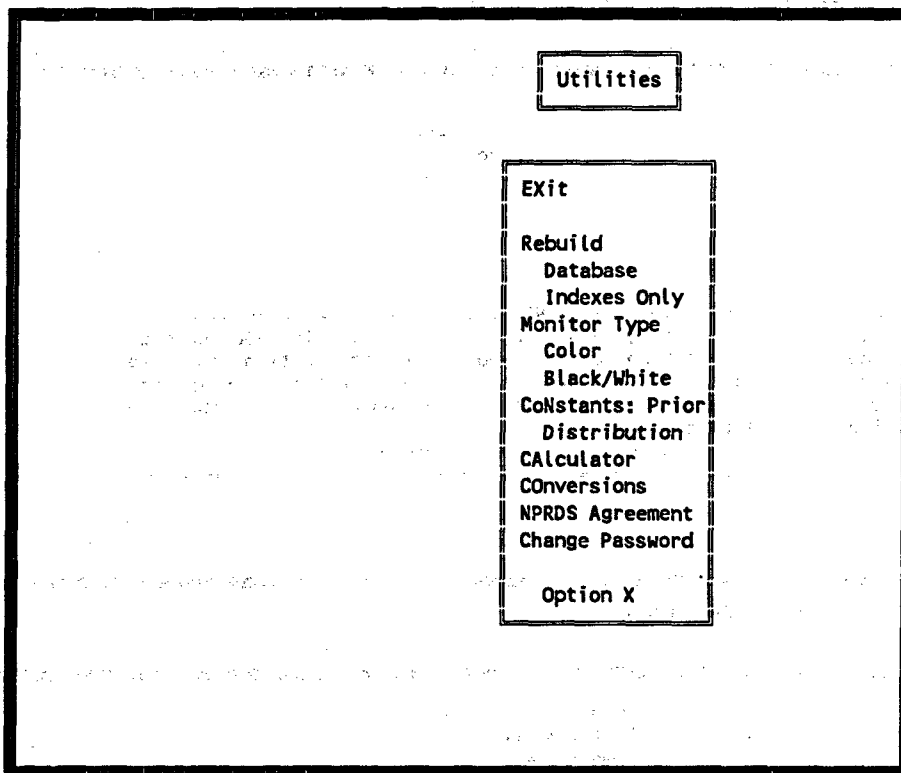 Utilities
EXit
Rebuild
Database
Indexes Only
Monitor Type
Color
Black/White
CoNstants: Prior
Distribution
CAlculator
COnversions
NPRDS Agreement
Change Password
Option X